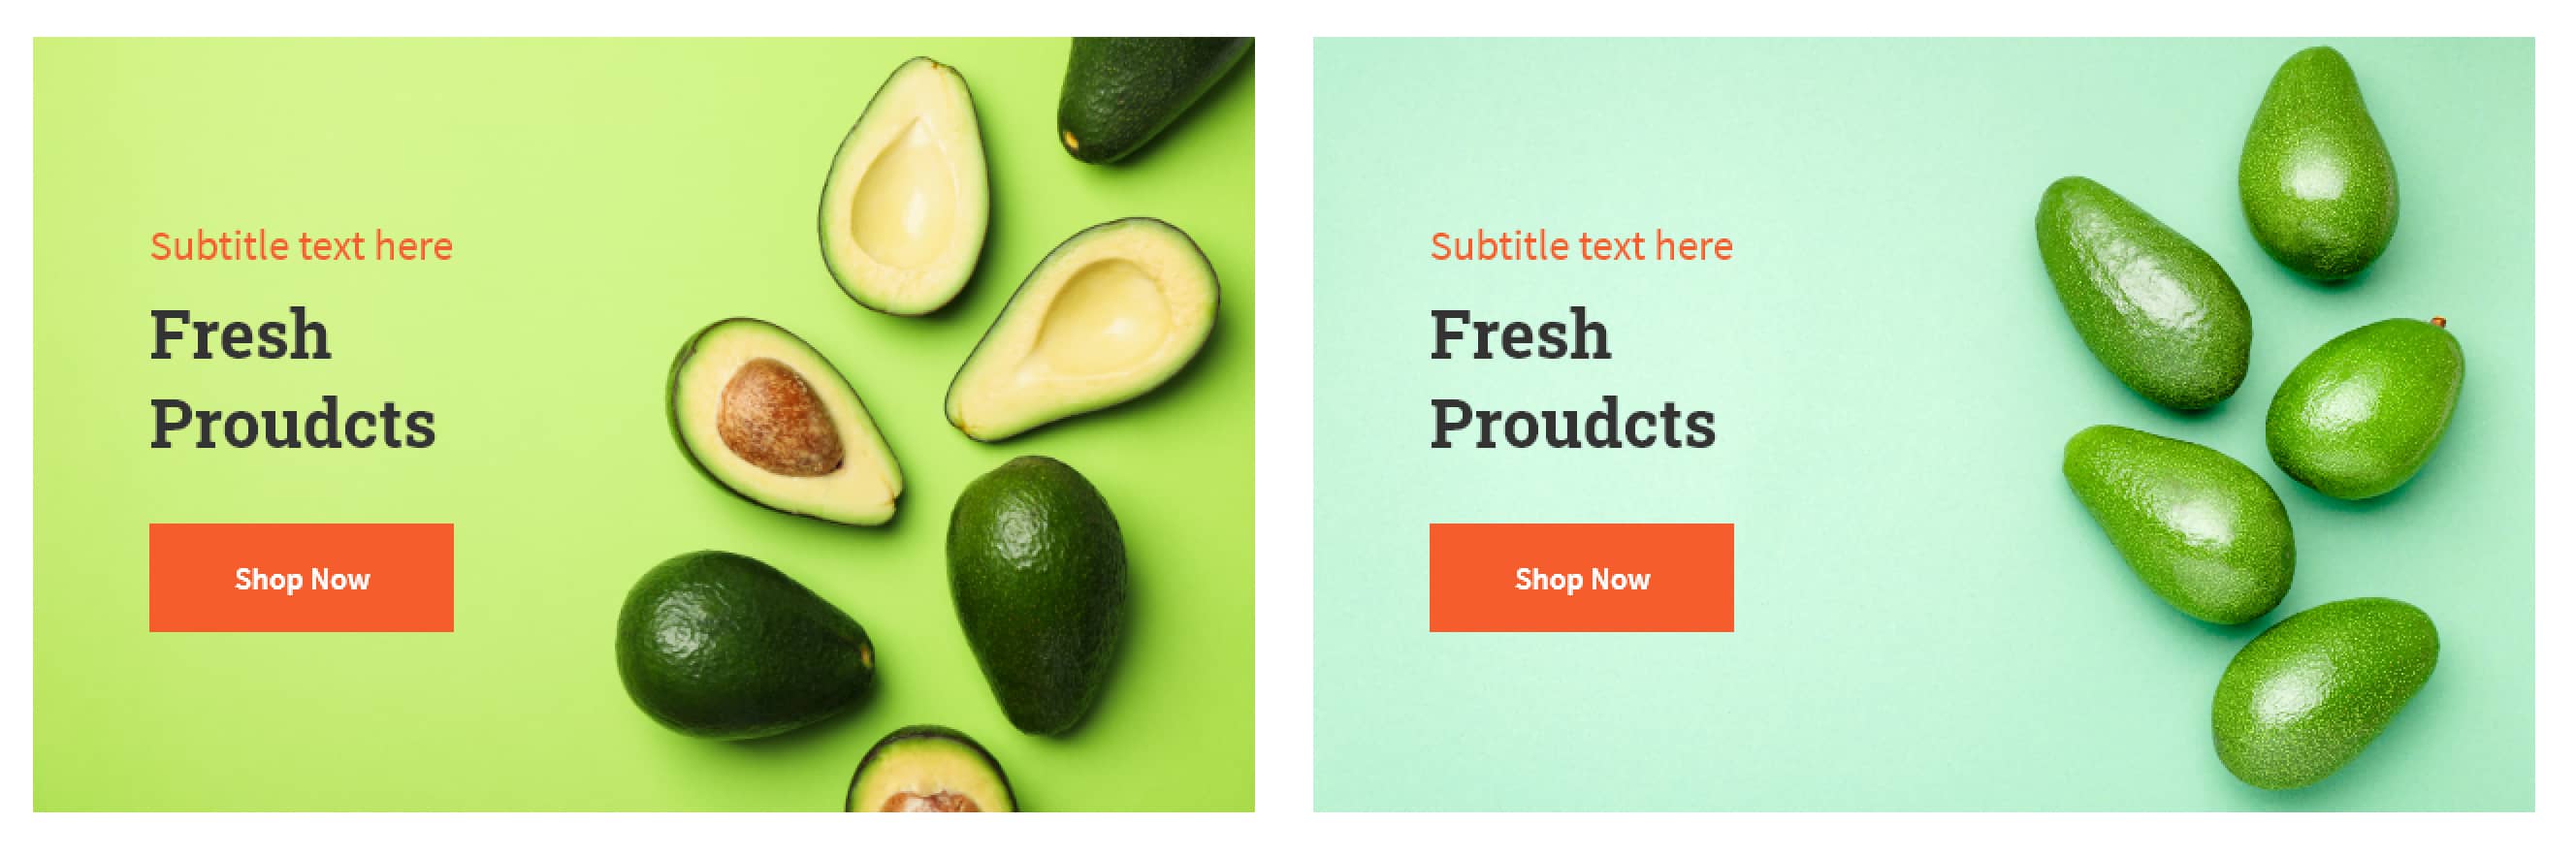 Subtitle text here
Fresh
Proudcts
Shop Now
Subtitle text here
Fresh
Proudcts
Shop Now